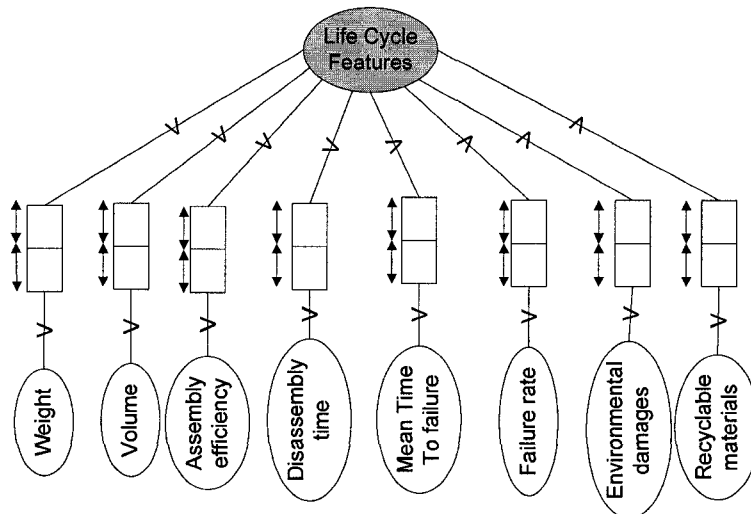 Life Cycle
Features
Weight
Volume
Assembly
efficiency
Disassembly
time
Mean Time
To failure
Failure rate
Environmental
damages
Recyclable
materials